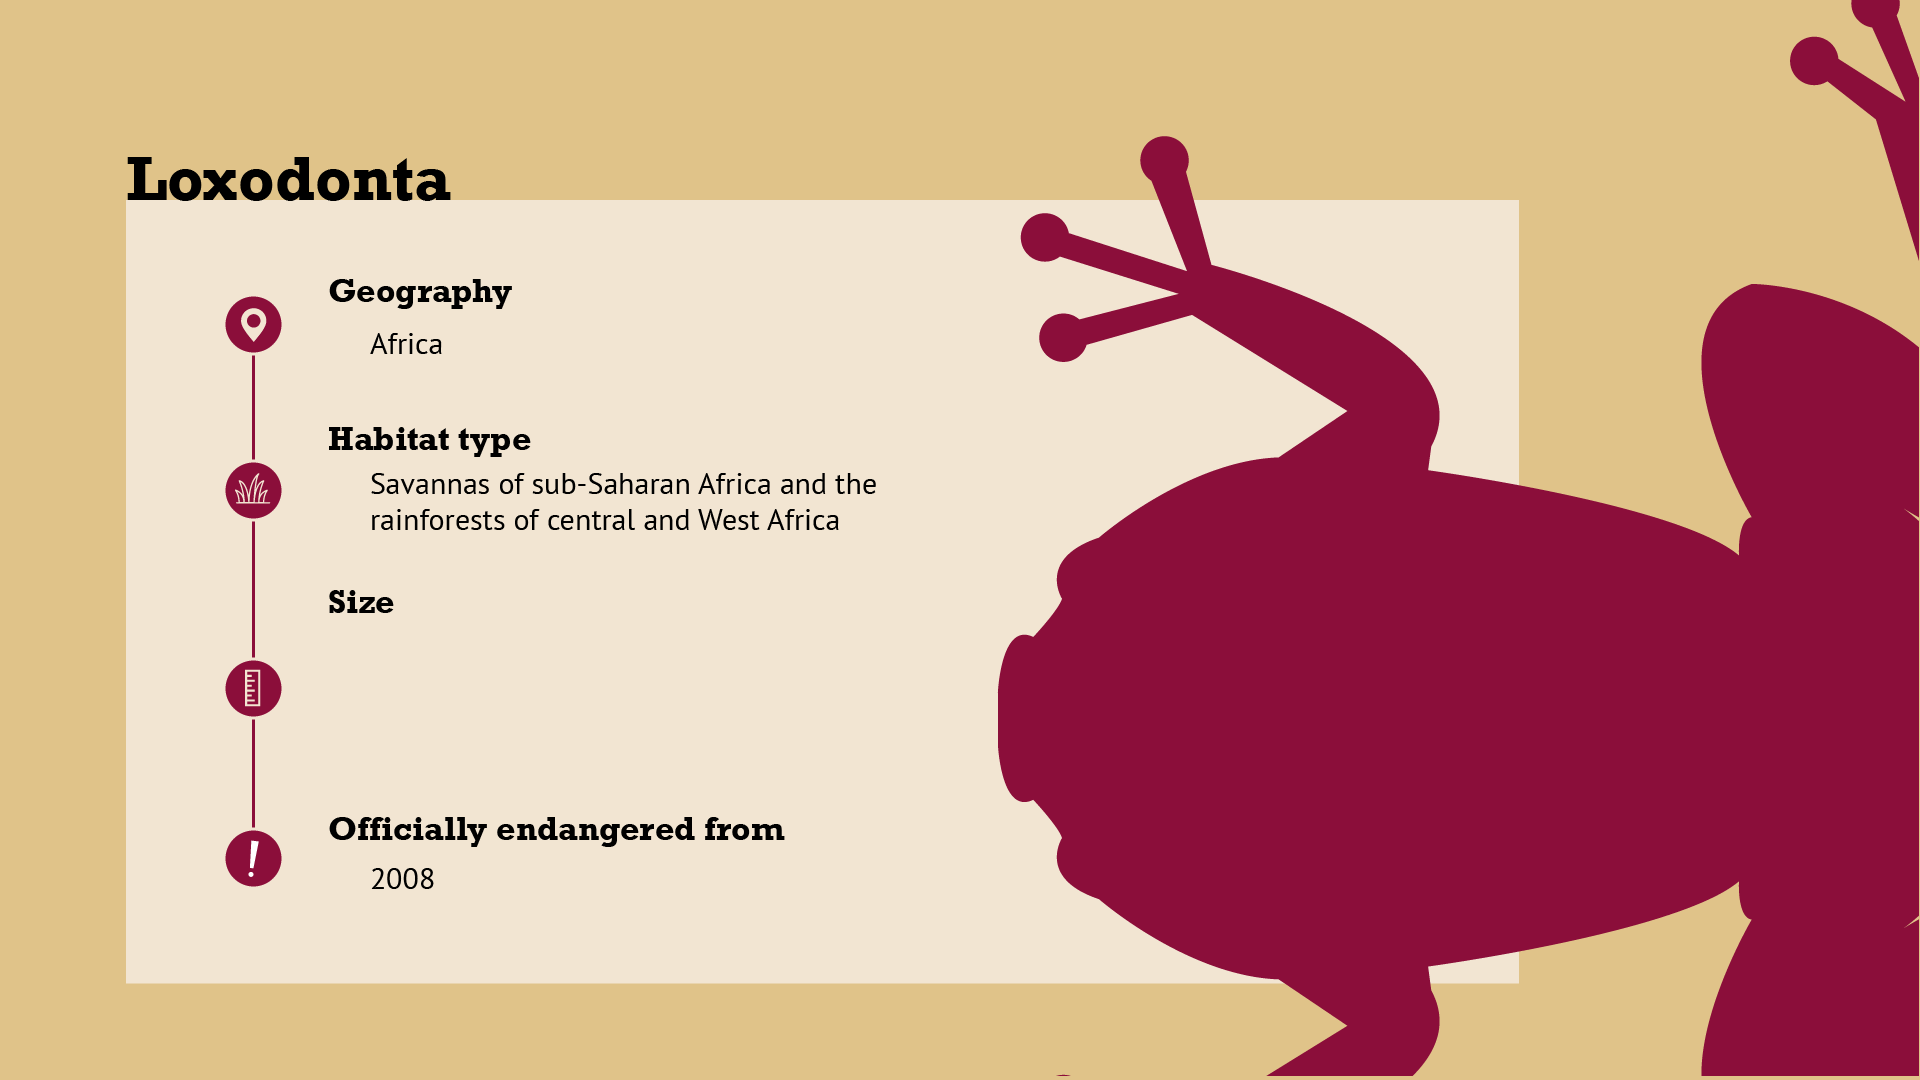 Loxodonta
Geography
Africa
Habitat type
Savannas of sub-Saharan Africa and the
rainforests of central and West Africa
Size
Officially endangered from
2008